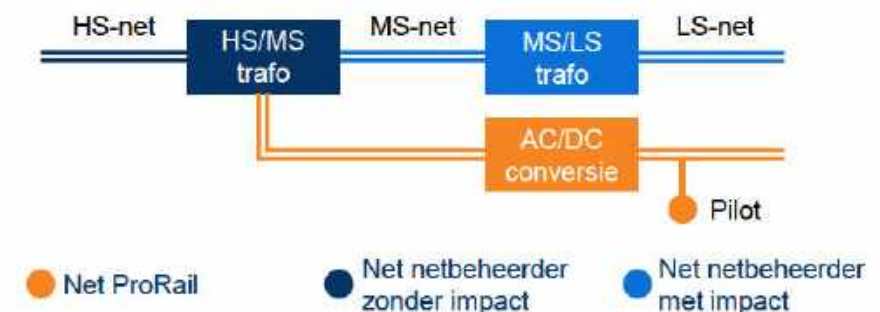 HS-net
HS/MS
trafo
MS-net
MS/LS
trafo
LS-net
AC/DC
conversie
Pilot
Net ProRail
Net netbeheerder
zonder impact
Net netbeheerder
met impact